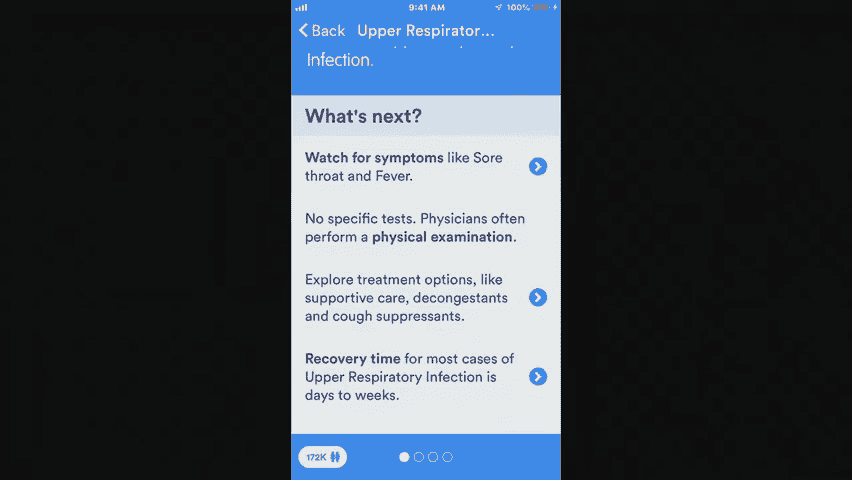 9:41 AM
100%
Back Upper Respirator...
Infection.
What's next?
Watch for symptoms like Sore
throat and Fever.
No specific tests. Physicians often
perform a physical examination.
Explore treatment options, like
supportive care, decongestants
and cough suppressants.
Recovery time for most cases of
Upper Respiratory Infection is
days to weeks.
172K